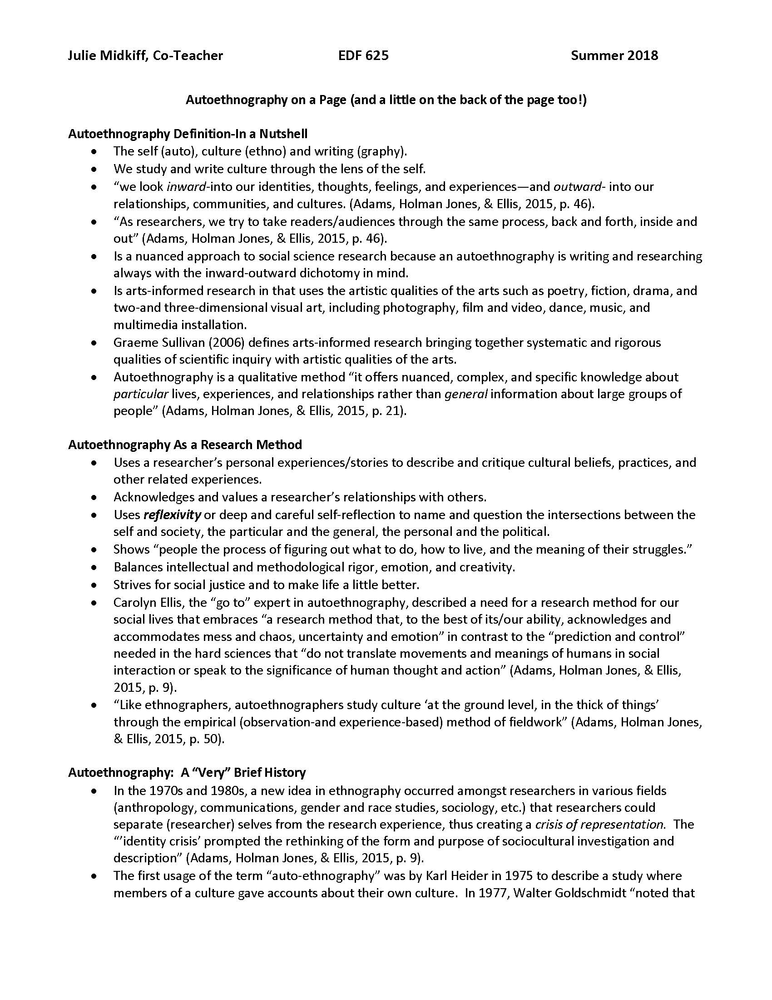 Julie Midkiff, Co-Teacher EDF 625 Summer 2018
Autoethnography on a Page (and a little on the back of the page too!)
Autoethnography Definition-In a Nutshell
• The self (auto), culture (ethno) and writing (graphy).
• We study and write culture through the lens of the self.
• “we look inward-into our identities, thoughts, feelings, and experiences—and outward- into our
relationships, communities, and cultures. (Adams, Holman Jones, & Ellis, 2015, p. 46).
• “As researchers, we try to take readers/audiences through the same process, back and forth, inside and
out” (Adams, Holman Jones, & Ellis, 2015, p. 46).
• Is a nuanced approach to social science research because an autoethnography is writing and researching
always with the inward-outward dichotomy in mind.
• Is arts-informed research in that uses the artistic qualities of the arts such as poetry, fiction, drama, and
two-and three-dimensional visual art, including photography, film and video, dance, music, and
multimedia installation.
• Graeme Sullivan (2006) defines arts-informed research bringing together systematic and rigorous
qualities of scientific inquiry with artistic qualities of the arts.
• Autoethnography is a qualitative method “it offers nuanced, complex, and specific knowledge about
particular lives, experiences, and relationships rather than general information about large groups of
people” (Adams, Holman Jones, & Ellis, 2015, p. 21).
Autoethnography As a Research Method
• Uses a researcher’s personal experiences/stories to describe and critique cultural beliefs, practices, and
other related experiences.
• Acknowledges and values a researcher’s relationships with others.
• Uses reflexivity or deep and careful self-reflection to name and question the intersections between the
self and society, the particular and the general, the personal and the political.
• Shows “people the process of figuring out what to do, how to live, and the meaning of their struggles.”
• Balances intellectual and methodological rigor, emotion, and creativity.
• Strives for social justice and to make life a little better.
• Carolyn Ellis, the “go to” expert in autoethnography, described a need for a research method for our
social lives that embraces “a research method that, to the best of its/our ability, acknowledges and
accommodates mess and chaos, uncertainty and emotion” in contrast to the “prediction and control”
needed in the hard sciences that “do not translate movements and meanings of humans in social
interaction or speak to the significance of human thought and action” (Adams, Holman Jones, & Ellis,
2015, p. 9).
• “Like ethnographers, autoethnographers study culture ‘at the ground level, in the thick of things’
through the empirical (observation-and experience-based) method of fieldwork” (Adams, Holman Jones,
& Ellis, 2015, p. 50).
Autoethnography:  A “Very” Brief History
• In the 1970s and 1980s, a new idea in ethnography occurred amongst researchers in various fields
(anthropology, communications, gender and race studies, sociology, etc.) that researchers could
separate (researcher) selves from the research experience, thus creating a crisis of representation.  The
“’identity crisis’ prompted the rethinking of the form and purpose of sociocultural investigation and
description” (Adams, Holman Jones, & Ellis, 2015, p. 9).
• The first usage of the term “auto-ethnography” was by Karl Heider in 1975 to describe a study where
members of a culture gave accounts about their own culture.  In 1977, Walter Goldschmidt “noted that